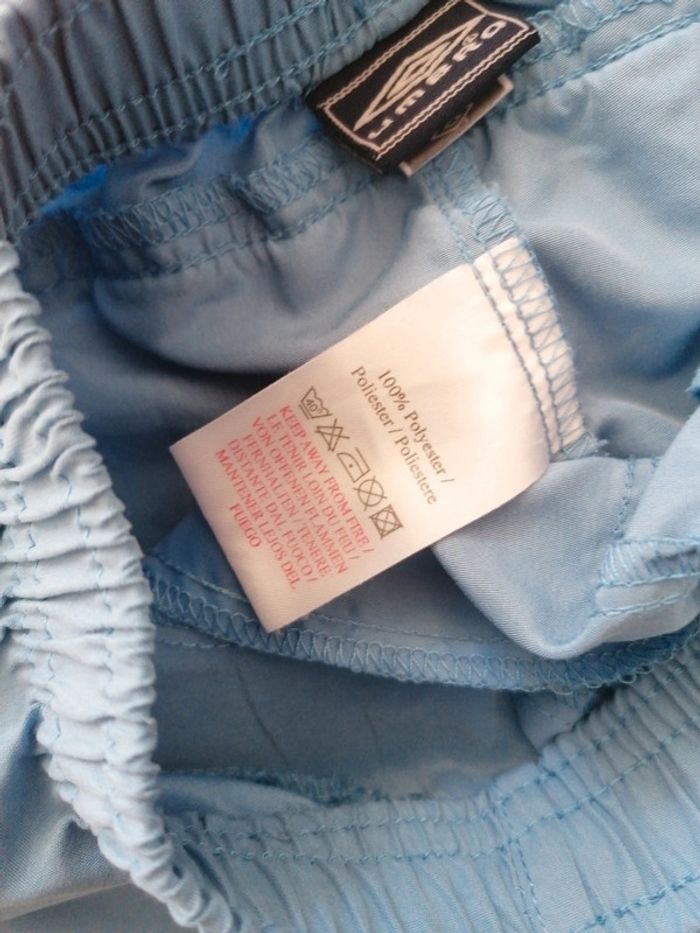 umbro
100% Polyester /
Poliester / Poliestere
40
KEEP AWAY FROM FIRE /
LE TENIR LOIN DU FEU /
VON OFFENEN FLAMMEN
FERNHALTEN / TENERE
DISTANTE DAL FUOCO /
MANTENER LEJOS DEL
FUEGO